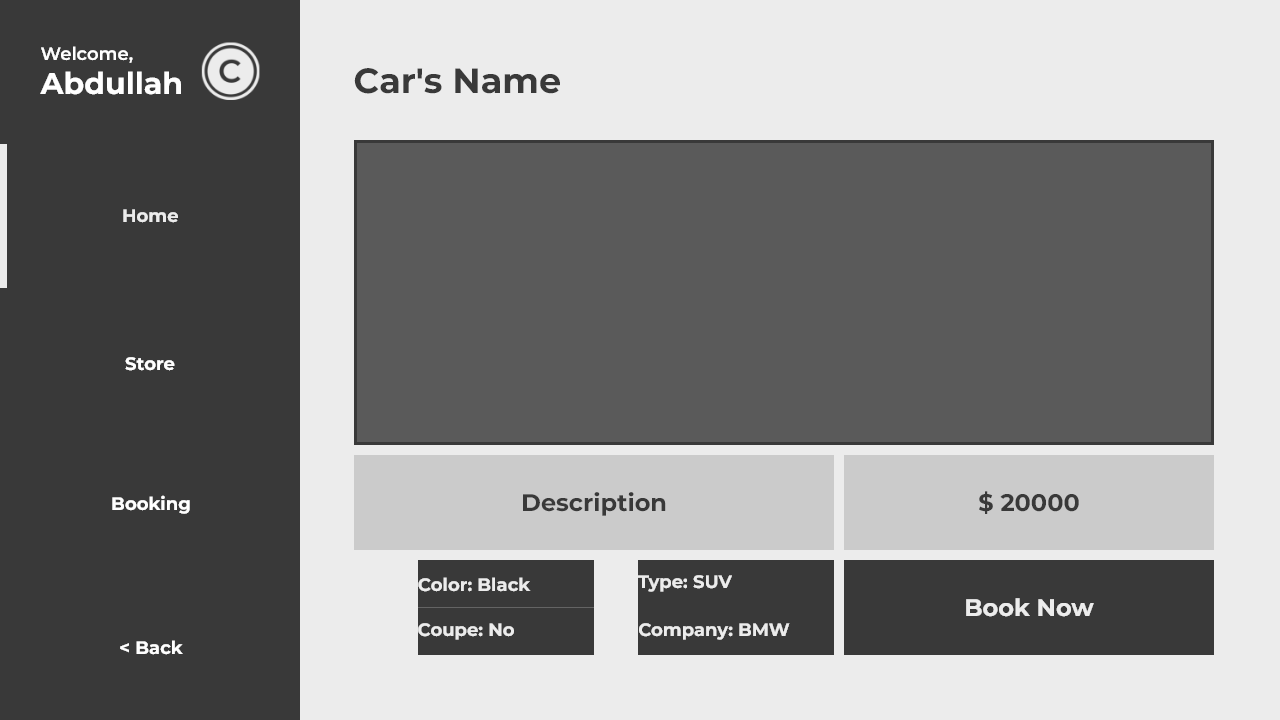 Welcome,
Abdullah
C
Home
Store
Booking
< Back
Car's Name
Description
$ 20000
Color: Black
Coupe: No
Type: SUV
Company: BMW
Book Now